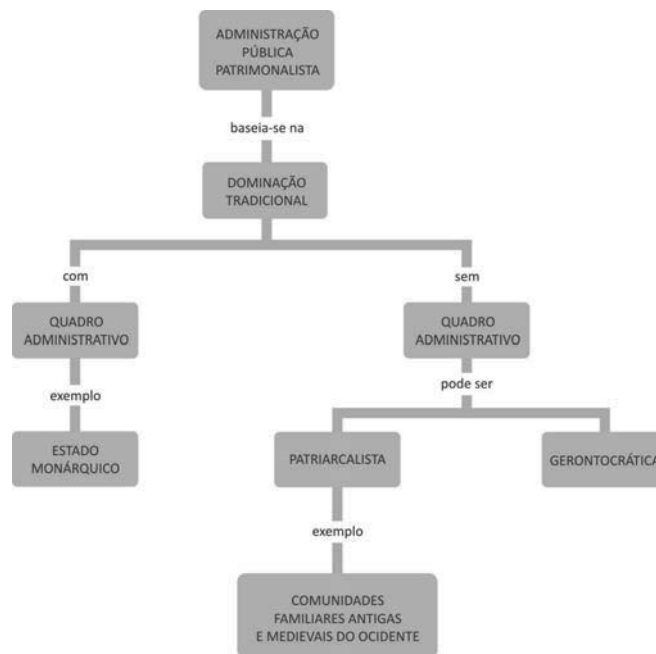 ADMINISTRAÇÃO
PÚBLICA
PATRIMONALISTA
baseia-se na
DOMINAÇÃO
TRADICIONAL
com
sem
QUADRO
ADMINISTRATIVO
QUADRO
ADMINISTRATIVO
exemplo
pode ser
ESTADO
MONÁRQUICO
PATRIARCALISTA
GERONTOCRÁTICA
exemplo
COMUNIDADES
FAMILIARES ANTIGAS
E MEDIEVAIS DO OCIDENTE